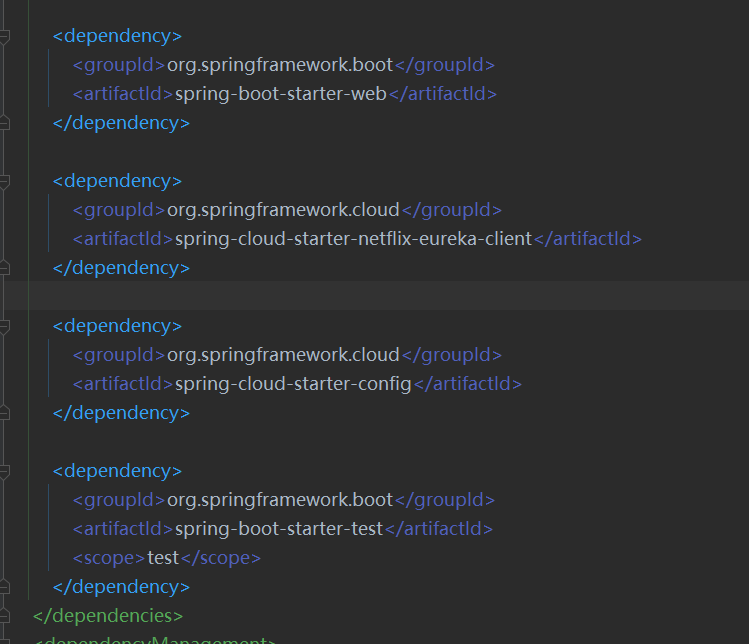 <dependency>
<groupId>org.springframework.boot</groupId>
<artifactId>spring-boot-starter-web</artifactId>
</dependency>
<dependency>
<groupId>org.springframework.cloud</groupId>
<artifactId>spring-cloud-starter-netflix-eureka-client</artifactId>
</dependency>
<dependency>
<groupId>org.springframework.cloud</groupId>
<artifactId>spring-cloud-starter-config</artifactId>
</dependency>
<dependency>
<groupId>org.springframework.boot</groupId>
<artifactId>spring-boot-starter-test</artifactId>
<scope>test</scope>
</dependency>
</dependencies>
<dependencyManagement>